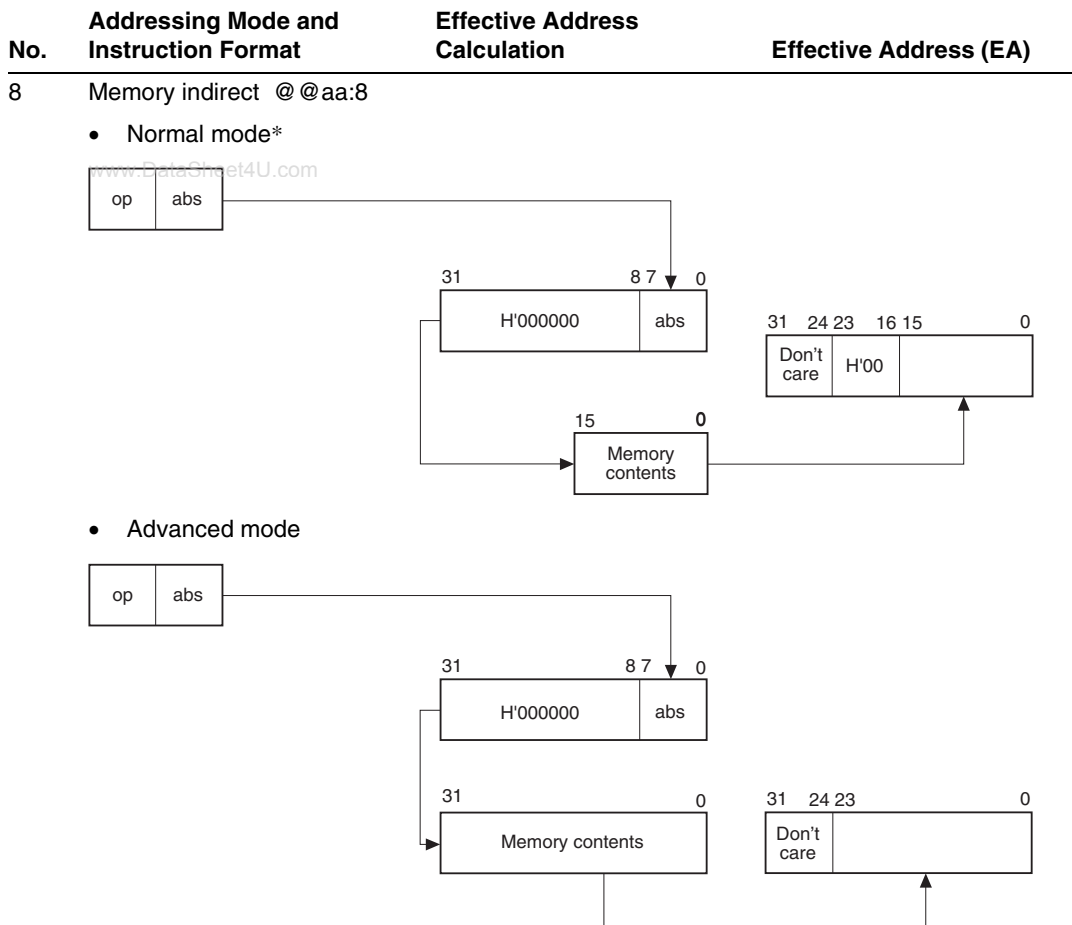 Addressing Mode and Instruction Format
Effective Address Calculation
No.
Effective Address (EA)
8 Memory indirect @@aa:8
• Normal mode*
www.DataSheet4U.com
op abs
31 8 7 0
H'000000 abs
31 24 23 16 15 0
Don't care H'00
15 0
Memory contents
• Advanced mode
op abs
31 8 7 0
H'000000 abs
31 0
Memory contents
31 24 23 0
Don't care